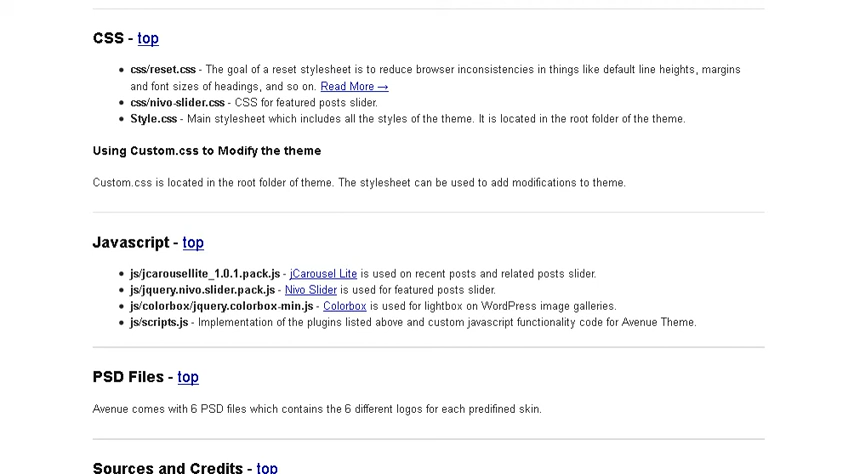 CSS - top
css/reset.css - The goal of a reset stylesheet is to reduce browser inconsistencies in things like default line heights, margins
and font sizes of headings, and so on. Read More →
css/nivo-slider.css - CSS for featured posts slider.
Style.css - Main stylesheet which includes all the styles of the theme. It is located in the root folder of the theme.
Using Custom.css to Modify the theme
Custom.css is located in the root folder of theme. The stylesheet can be used to add modifications to theme.
Javascript - top
js/jcarousellite_1.0.1.pack.js - jCarousel Lite is used on recent posts and related posts slider.
js/jquery.nivo.slider.pack.js - Nivo Slider is used for featured posts slider.
js/colorbox/jquery.colorbox-min.js - Colorbox is used for lightbox on WordPress image galleries.
js/scripts.js - Implementation of the plugins listed above and custom javascript functionality code for Avenue Theme.
PSD Files - top
Avenue comes with 6 PSD files which contains the 6 different logos for each predifined skin.
Sources and Credits - top